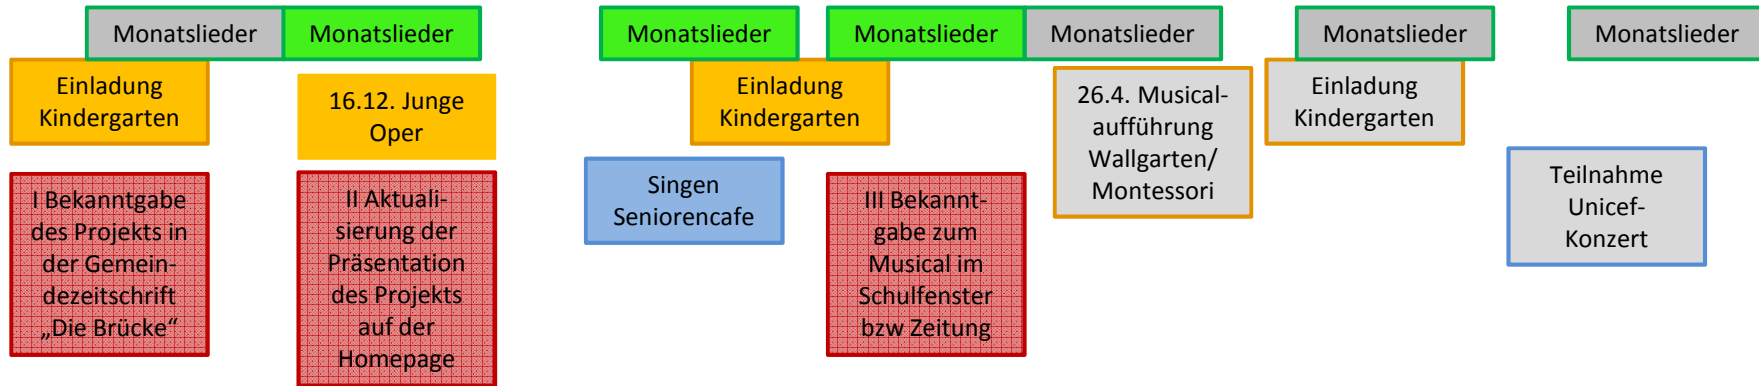 Monatslieder
Monatslieder
Monatslieder
Monatslieder
Monatslieder
Monatslieder
Monatslieder
Einladung
Kindergarten
16.12. Junge
Oper
Einladung
Kindergarten
26.4. Musical-
aufführung
Wallgarten/
Montessori
Einladung
Kindergarten
Singen
Seniorencafe
Teilnahme
Unicef-
Konzert
I Bekanntgabe
des Projekts in
der Gemein-
dezeitschrift
„Die Brücke“
II Aktuali-
sierung der
Präsentation
des Projekts
auf der
Homepage
III Bekannt-
gabe zum
Musical im
Schulfenster
bzw Zeitung